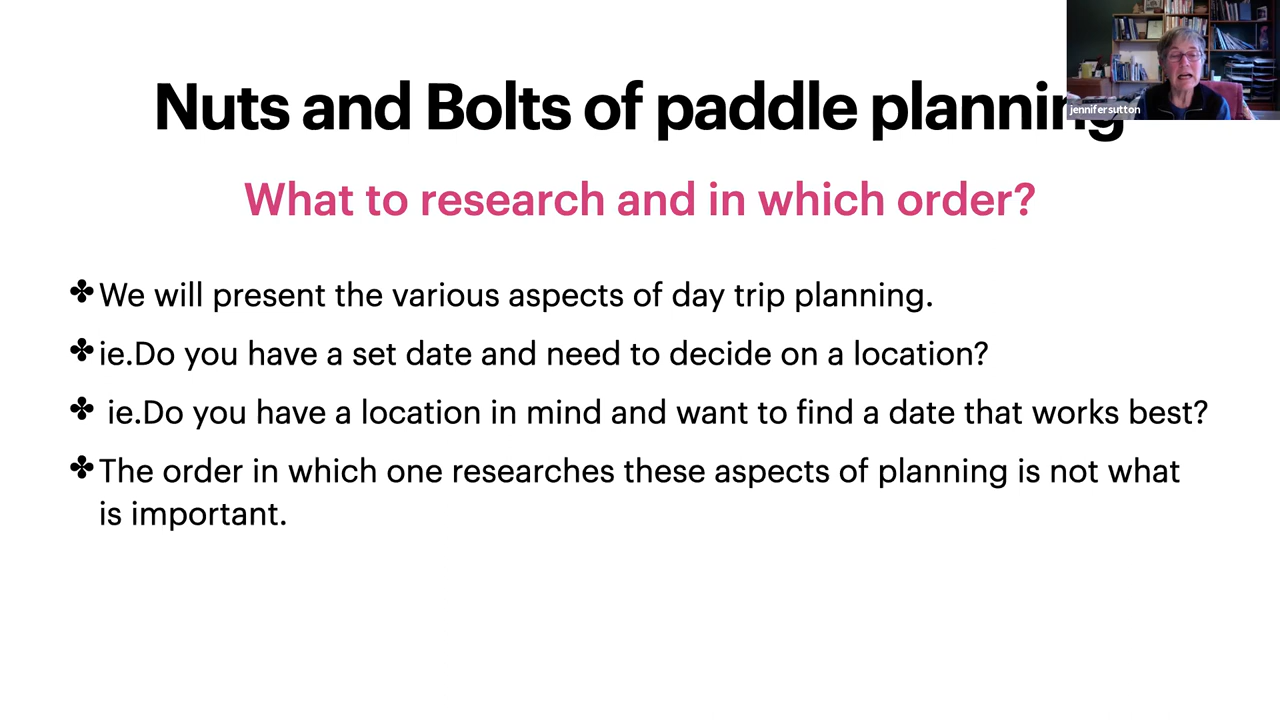 Nuts and Bolts of paddle planning
jennifersutton
What to research and in which order?
✤We will present the various aspects of day trip planning.
✤ie.Do you have a set date and need to decide on a location?
✤ ie.Do you have a location in mind and want to find a date that works best?
✤The order in which one researches these aspects of planning is not what
is important.